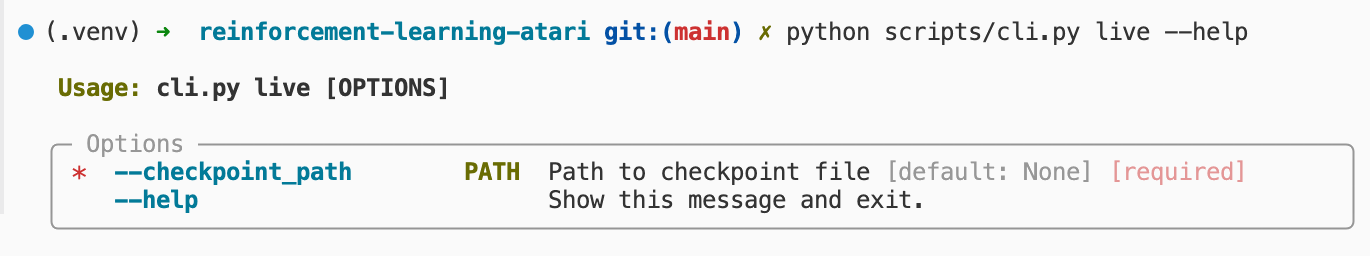 (.venv) ➜ reinforcement-learning-atari git:(main) ✗ python scripts/cli.py live --help
Usage: cli.py live [OPTIONS]
Options
* --checkpoint_path PATH Path to checkpoint file [default: None] [required]
--help Show this message and exit.